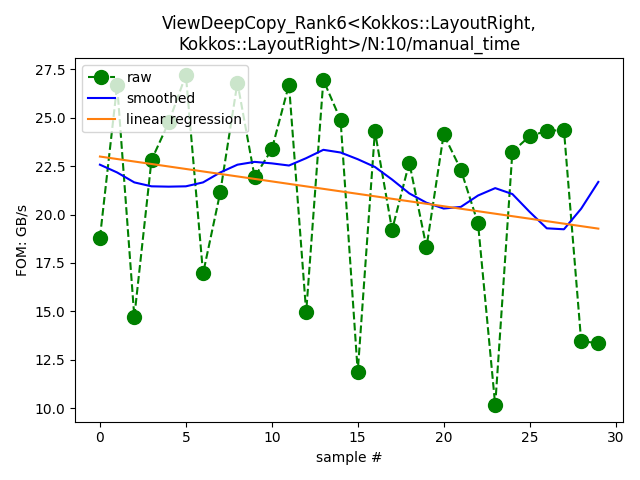 ViewDeepCopy_Rank6<Kokkos::LayoutRight,
Kokkos::LayoutRight>/N:10/manual_time
27.5
25.0
22.5
20.0
17.5
15.0
12.5
10.0
FOM: GB/s
raw
smoothed
linear regression
0
5
10
15
20
25
30
sample #